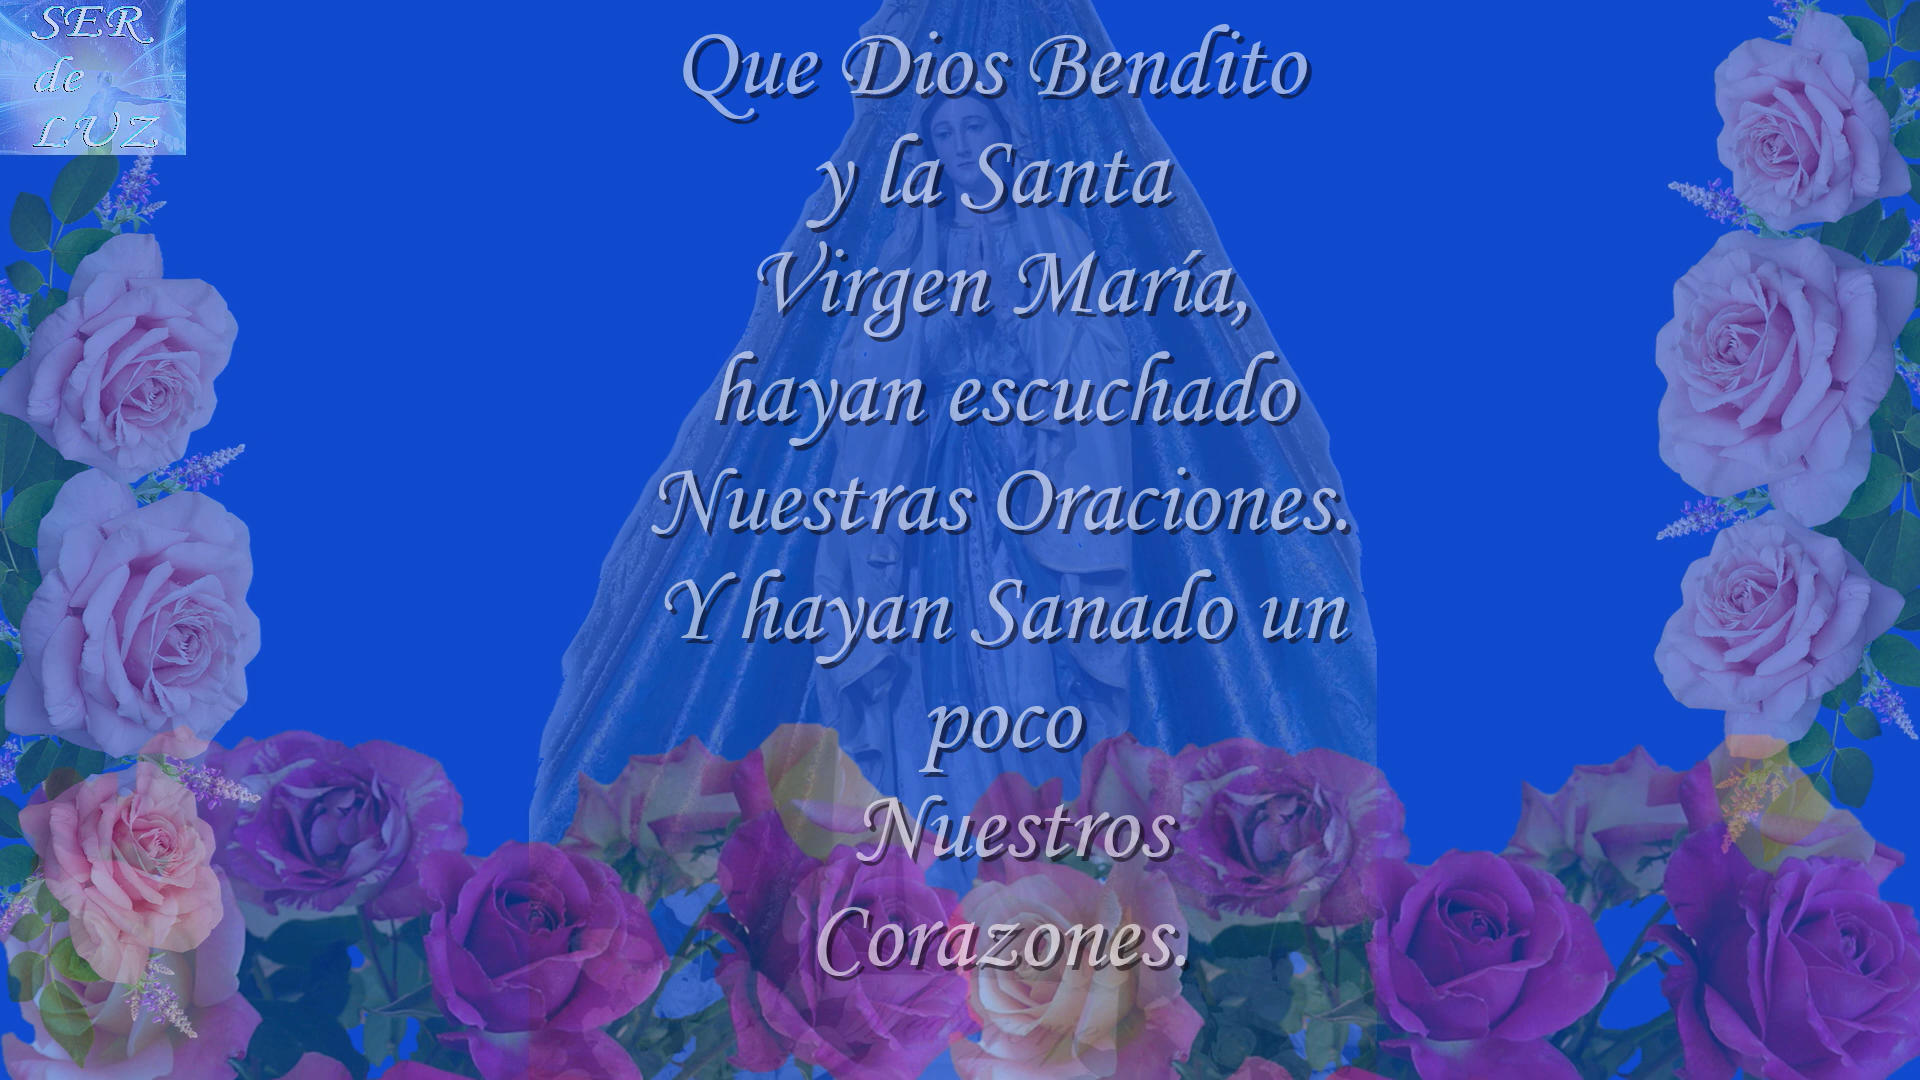 SER
de
LUZ
Que Dios Bendito
y la Santa
Virgen María,
hayan escuchado
Nuestras Oraciones.
Y hayan Sanado un
poco
Nuestros
Corazones.